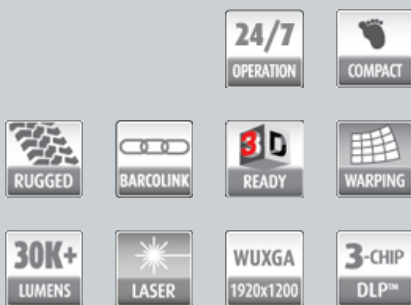 24/7
OPERATION
COMPACT
RUGGED
BARCOLINK
3D
READY
WARPING
30K+
LUMENS
LASER
WUXGA
1920x1200
3-CHIP
DLP™